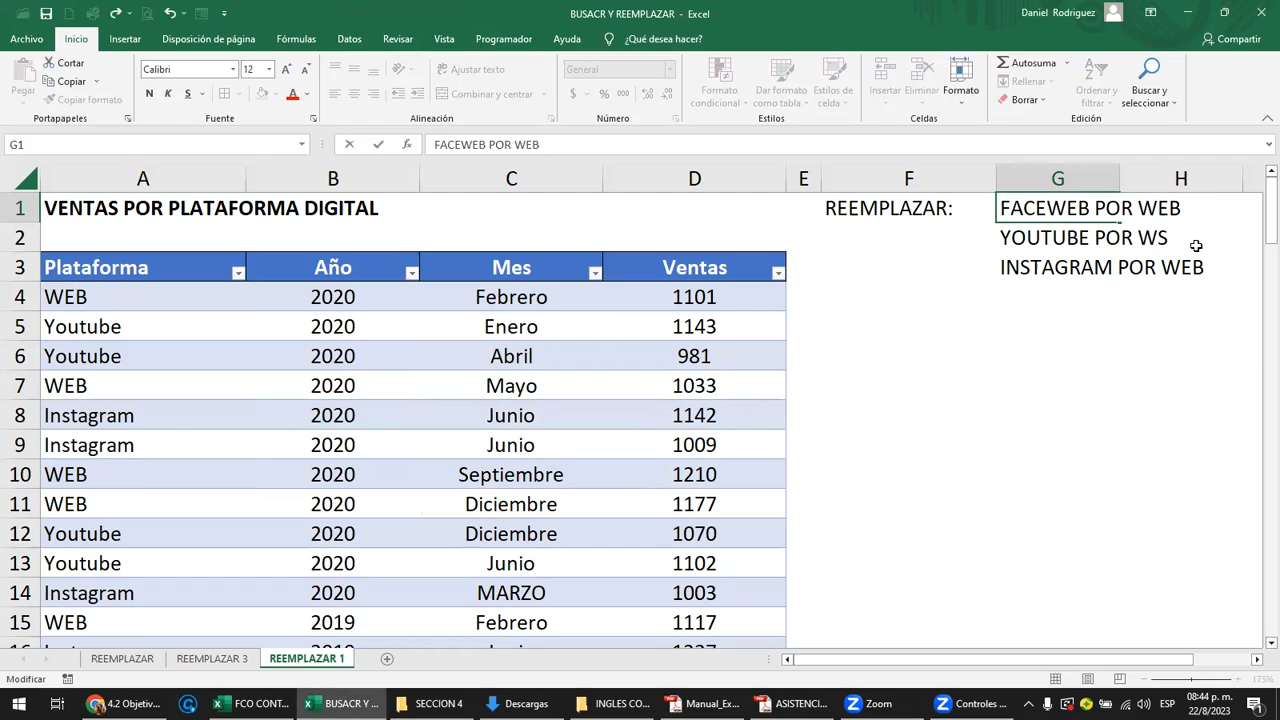 BUSACR Y REEMPLAZAR - Excel
Daniel Rodriguez
Archivo Inicio Insertar Disposición de página Fórmulas Datos Revisar Vista Programador Ayuda ¿Qué desea hacer? Compartir
Pegar
Cortar
Copiar
Copiar formato
Portapapeles
Calibri 12
N K S
Fuente
Ajustar texto
Combinar y centrar
Alineación
General
$ % 000
Número
Formato condicional
Dar formato como tabla
Estilos de celda
Estilos
Insertar Eliminar Formato
Celdas
Autosuma
Rellenar
Borrar
Ordenar y filtrar
Buscar y seleccionar
Edición
G1 fx FACEWEB POR WEB
A B C D E F G H
1 VENTAS POR PLATAFORMA DIGITAL REEMPLAZAR: FACEWEB POR WEB
2 YOUTUBE POR WS
3 Plataforma Año Mes Ventas INSTAGRAM POR WEB
4 WEB 2020 Febrero 1101
5 Youtube 2020 Enero 1143
6 Youtube 2020 Abril 981
7 WEB 2020 Mayo 1033
8 Instagram 2020 Junio 1142
9 Instagram 2020 Junio 1009
10 WEB 2020 Septiembre 1210
11 WEB 2020 Diciembre 1177
12 Youtube 2020 Diciembre 1070
13 Youtube 2020 Junio 1102
14 Instagram 2020 MARZO 1003
15 WEB 2019 Febrero 1117
REEMPLAZAR REEMPLAZAR 3 REEMPLAZAR 1
Modificar 175%
4.2 Objetiv... FCO CONT... BUSACR Y ... SECCION 4 Descargas INGLES CO... Manual_Ex... ASISTENCI... Zoom Controles ... ESP 08:44 p. m.
22/8/2023